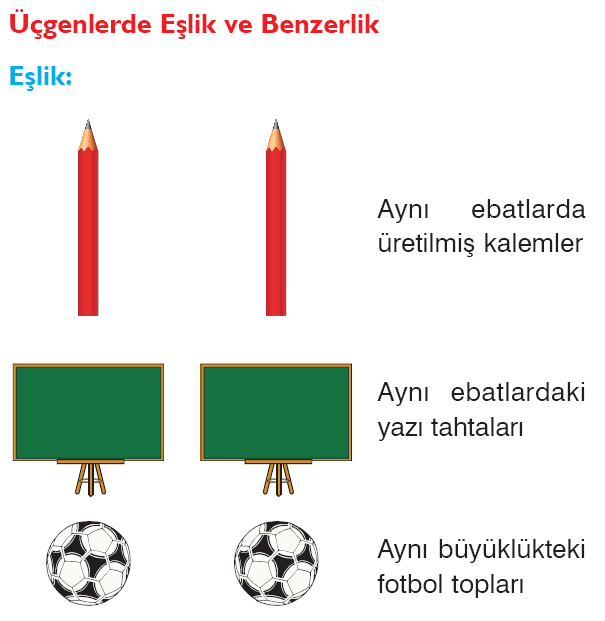 Üçgenlerde Eşlik ve Benzerlik
Eşlik:
Aynı ebatlarda
üretilmiş kalemler
Aynı ebatlardaki
yazı tahtaları
Aynı büyüklükteki
fotbol topları